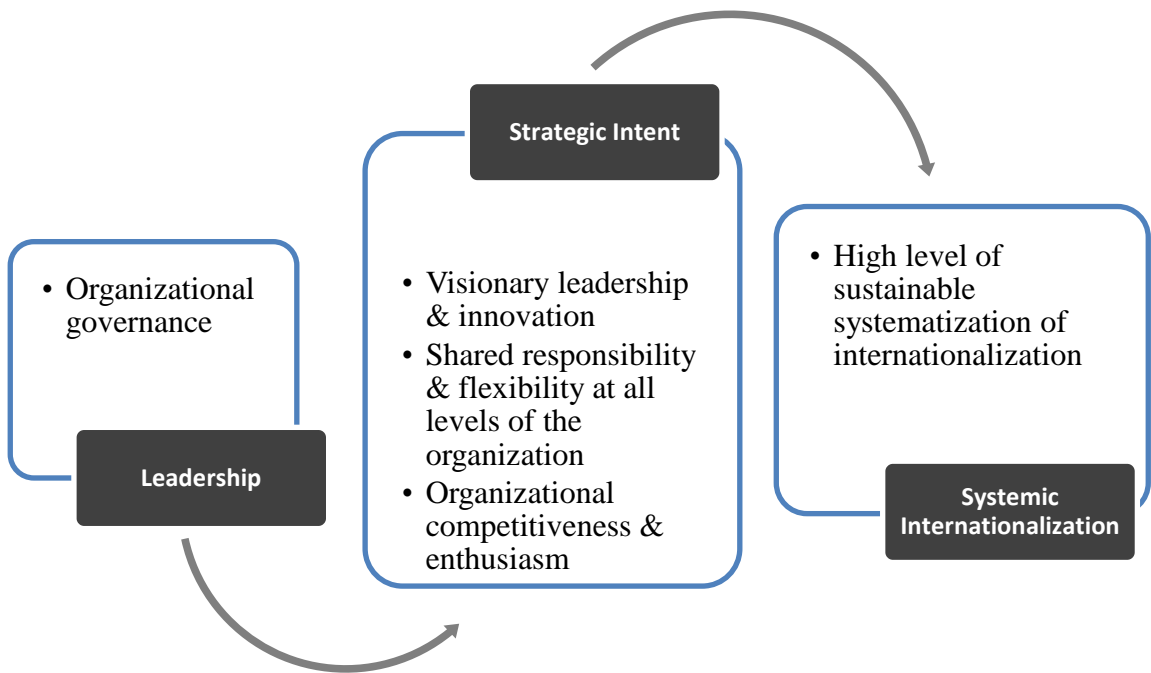 • Organizational
governance
Leadership
Strategic Intent
• Visionary leadership
& innovation
• Shared responsibility
& flexibility at all
levels of the
organization
• Organizational
competitiveness &
enthusiasm
• High level of
sustainable
systematization of
internationalization
Systemic
Internationalization